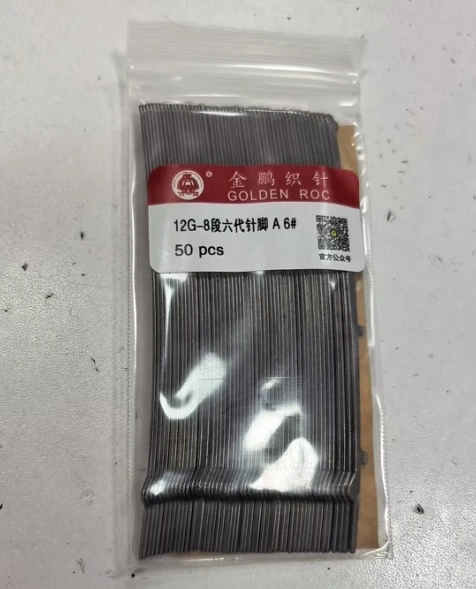 ®
金鹏织针
GOLDEN ROC
12G-8段六代针脚 A 6#
50 pcs
官方公众号